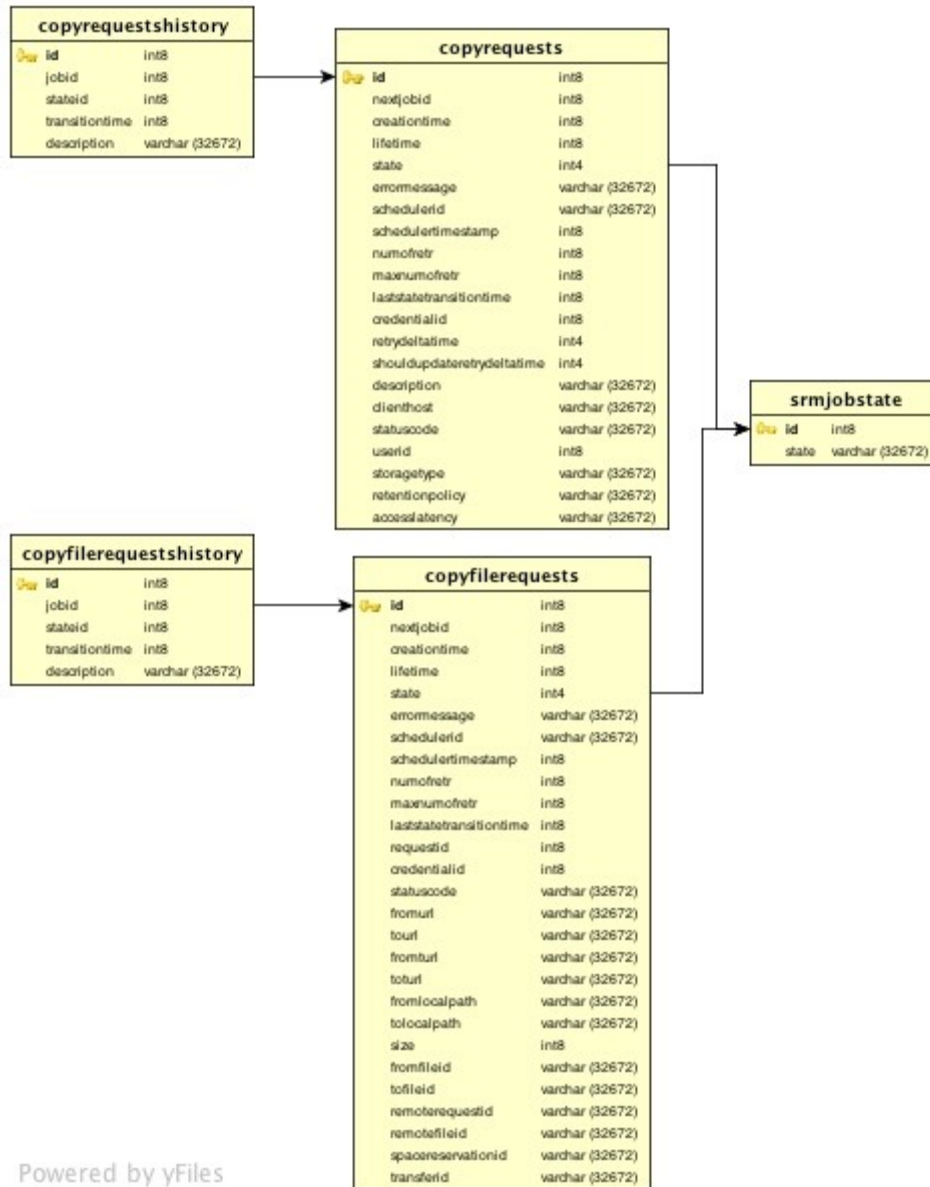 copyrequestshistory
id int8
jobid int8
stateid int8
transitiontime int8
description varchar (32672)
copyrequests
id int8
nextjobid int8
creationtime int8
lifetime int8
state int4
errormessage varchar (32672)
schedulerid varchar (32672)
schedulertimestamp int8
numofretr int8
maxnumofretr int8
laststatetransitiontime int8
credentialid int8
retrydeltatime int4
shouldupdateretrydeltatime int4
description varchar (32672)
clienthost varchar (32672)
statuscode varchar (32672)
userid int8
storagetype varchar (32672)
retentionpolicy varchar (32672)
accesslatency varchar (32672)
srmjobstate
id int8
state varchar (32672)
copyfilerequestshistory
id int8
jobid int8
stateid int8
transitiontime int8
description varchar (32672)
copyfilerequests
id int8
nextjobid int8
creationtime int8
lifetime int8
state int4
errormessage varchar (32672)
schedulerid varchar (32672)
schedulertimestamp int8
numofretr int8
maxnumofretr int8
laststatetransitiontime int8
requestid int8
credentialid int8
statuscode varchar (32672)
fromurl varchar (32672)
tourl varchar (32672)
fromturl varchar (32672)
toturl varchar (32672)
fromlocalpath varchar (32672)
tolocalpath varchar (32672)
size int8
fromfileid varchar (32672)
tofileid varchar (32672)
remoterequestid varchar (32672)
remotefileid varchar (32672)
spacereservationid varchar (32672)
transferid varchar (32672)
Powered by yFiles